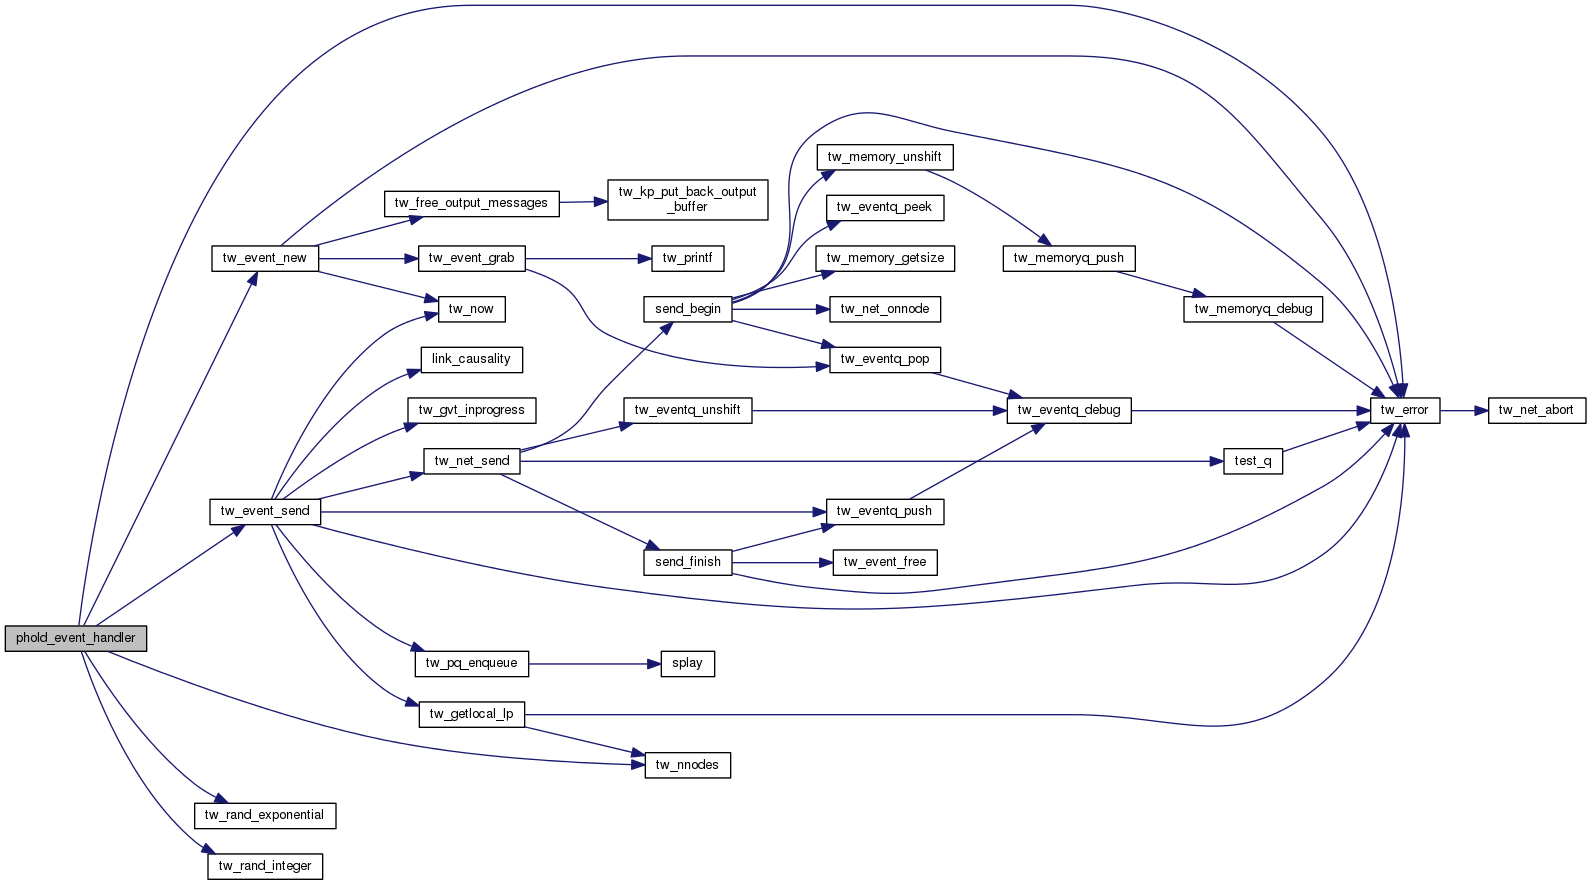 tw_memory_unshift
tw_kp_put_back_output
_buffer
tw_free_output_messages
tw_eventq_peek
tw_event_new
tw_event_grab
tw_printf
tw_memory_getsize
tw_memoryq_push
tw_now
send_begin
tw_net_onnode
tw_memoryq_debug
link_causality
tw_eventq_pop
tw_gvt_inprogress
tw_eventq_unshift
tw_eventq_debug
tw_error
tw_net_abort
tw_net_send
test_q
tw_event_send
tw_eventq_push
send_finish
tw_event_free
phold_event_handler
tw_pq_enqueue
splay
tw_getlocal_lp
tw_nnodes
tw_rand_exponential
tw_rand_integer